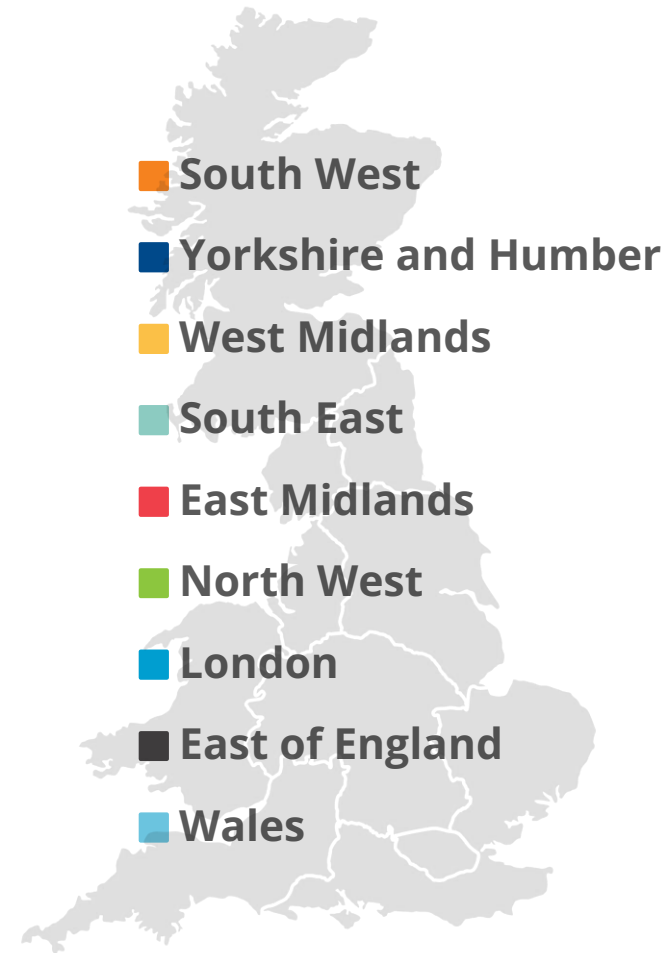 South West
Yorkshire and Humber
West Midlands
South East
East Midlands
North West
London
East of England
Wales